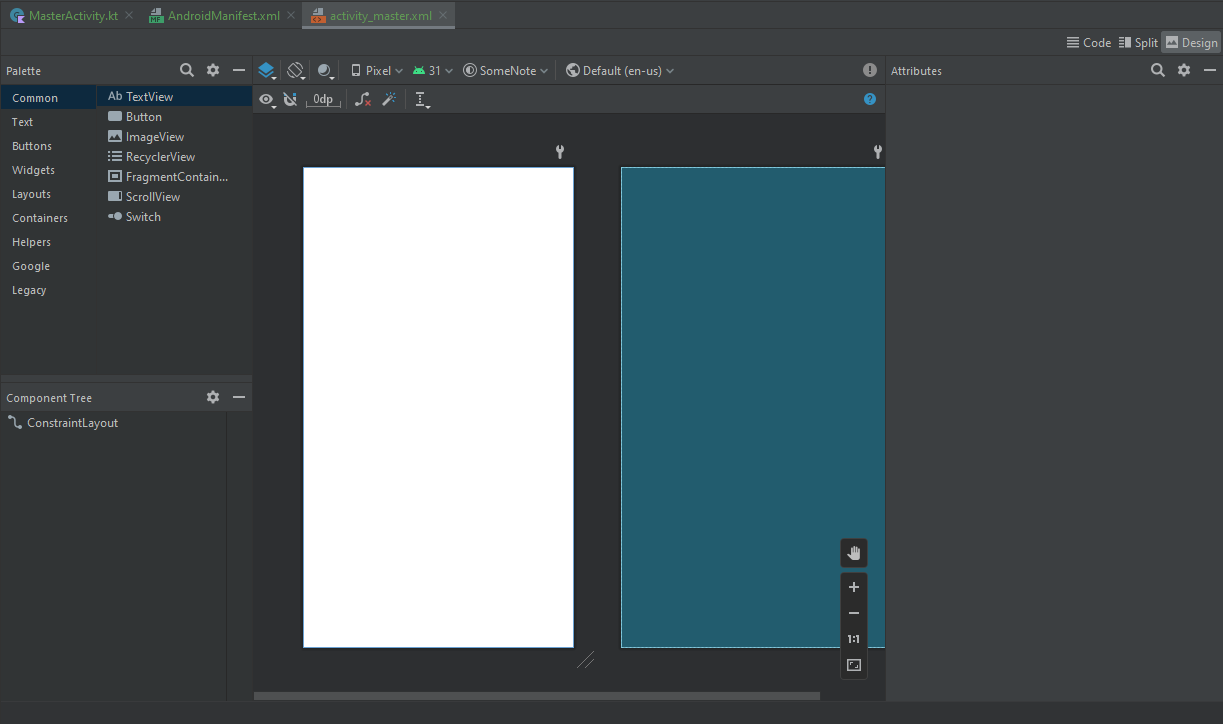 MasterActivity.kt AndroidManifest.xml activity_master.xml
Code Split Design
Palette
Pixel 31 SomeNote Default (en-us)
Attributes
0dp
Common
Text
Buttons
Widgets
Layouts
Containers
Helpers
Google
Legacy
Ab TextView
Button
ImageView
RecyclerView
FragmentContain...
ScrollView
Switch
Component Tree
ConstraintLayout
1:1